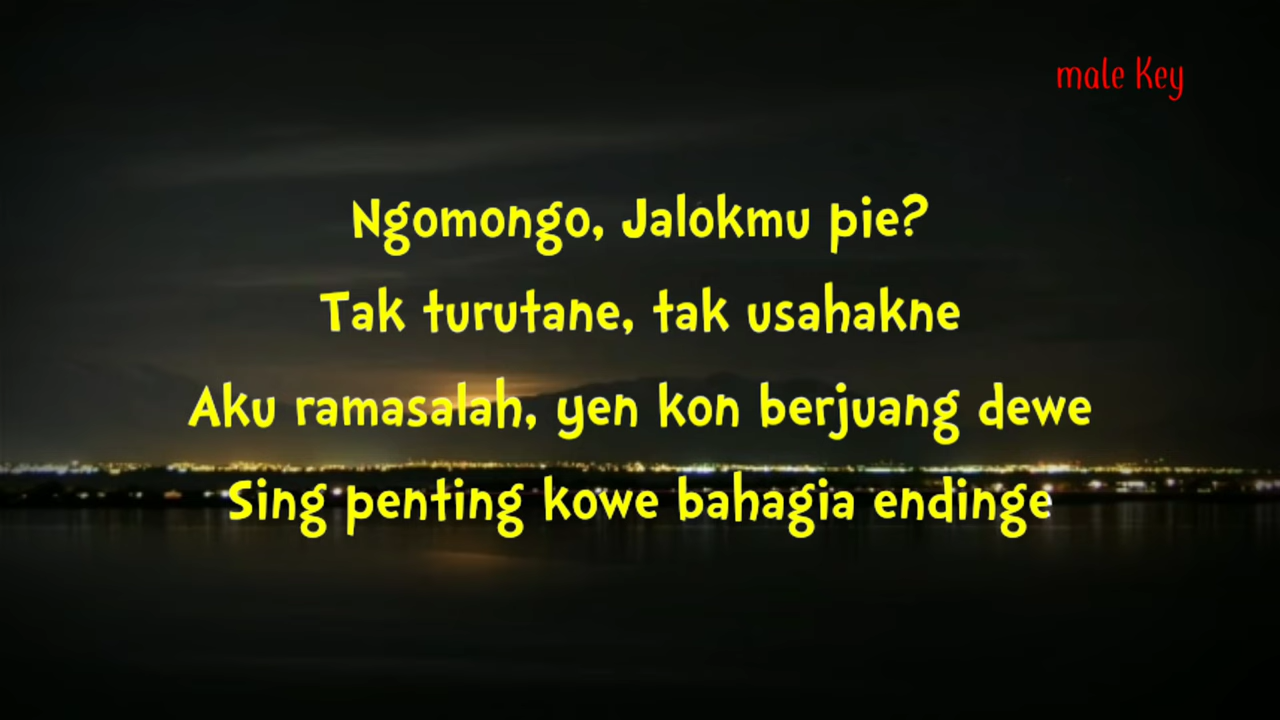 male Key
Ngomongo, Jalokmu pie?
Tak turutane, tak usahakne
Aku ramasalah, yen kon berjuang dewe
Sing penting kowe bahagia endinge